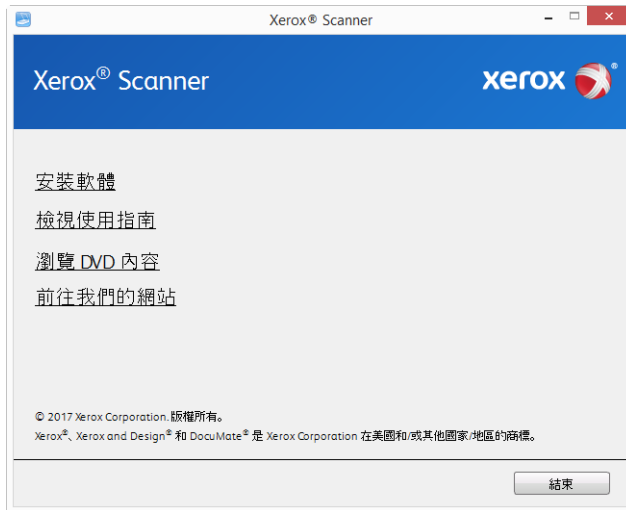 Xerox® Scanner
Xerox® Scanner
xerox ®
安裝軟體
檢視使用指南
瀏覽 DVD 內容
前往我們的網站
© 2017 Xerox Corporation. 版權所有。
Xerox®、Xerox and Design® 和 DocuMate® 是 Xerox Corporation 在美國和/或其他國家/地區的商標。
結束